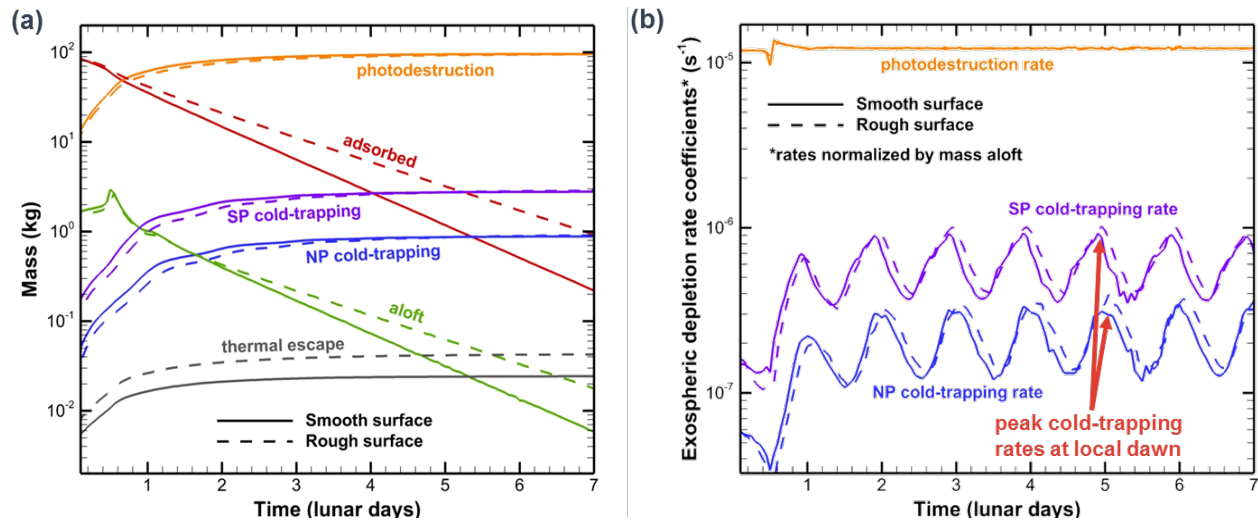 (a)
10²
10¹
10⁰
10⁻¹
10⁻²
Mass (kg)
photodestruction
adsorbed
SP cold-trapping
NP cold-trapping
aloft
thermal escape
Smooth surface
Rough surface
1 2 3 4 5 6 7
Time (lunar days)
(b)
10⁻⁵
10⁻⁶
10⁻⁷
Exospheric depletion rate coefficients* (s⁻¹)
photodestruction rate
Smooth surface
Rough surface
*rates normalized by mass aloft
SP cold-trapping rate
NP cold-trapping rate
peak cold-trapping
rates at local dawn
1 2 3 4 5 6 7
Time (lunar days)